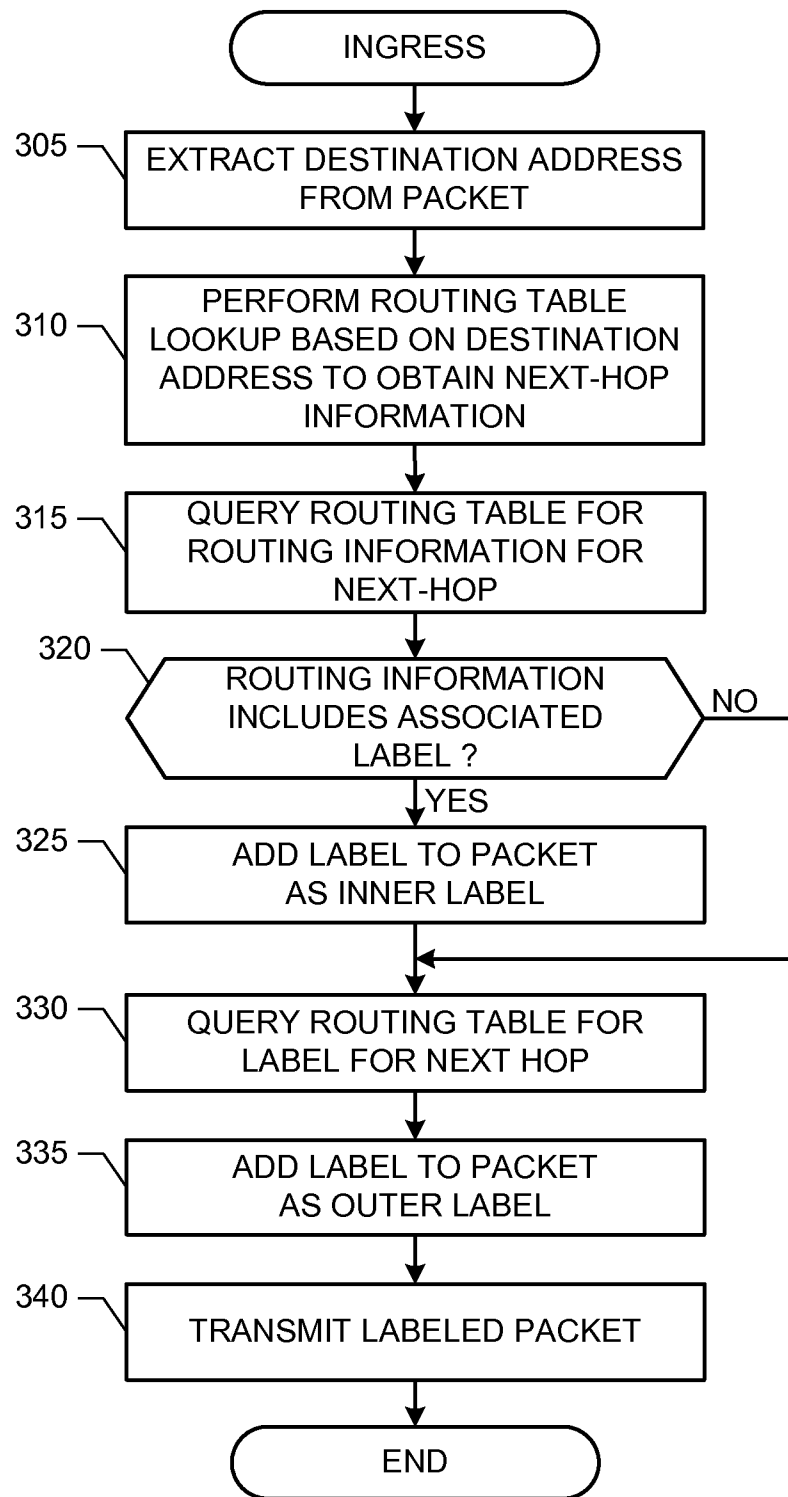 INGRESS
305
EXTRACT DESTINATION ADDRESS
FROM PACKET
310
PERFORM ROUTING TABLE
LOOKUP BASED ON DESTINATION
ADDRESS TO OBTAIN NEXT-HOP
INFORMATION
315
QUERY ROUTING TABLE FOR
ROUTING INFORMATION FOR
NEXT-HOP
320
ROUTING INFORMATION
INCLUDES ASSOCIATED
LABEL ?
NO
YES
325
ADD LABEL TO PACKET
AS INNER LABEL
330
QUERY ROUTING TABLE FOR
LABEL FOR NEXT HOP
335
ADD LABEL TO PACKET
AS OUTER LABEL
340
TRANSMIT LABELED PACKET
END